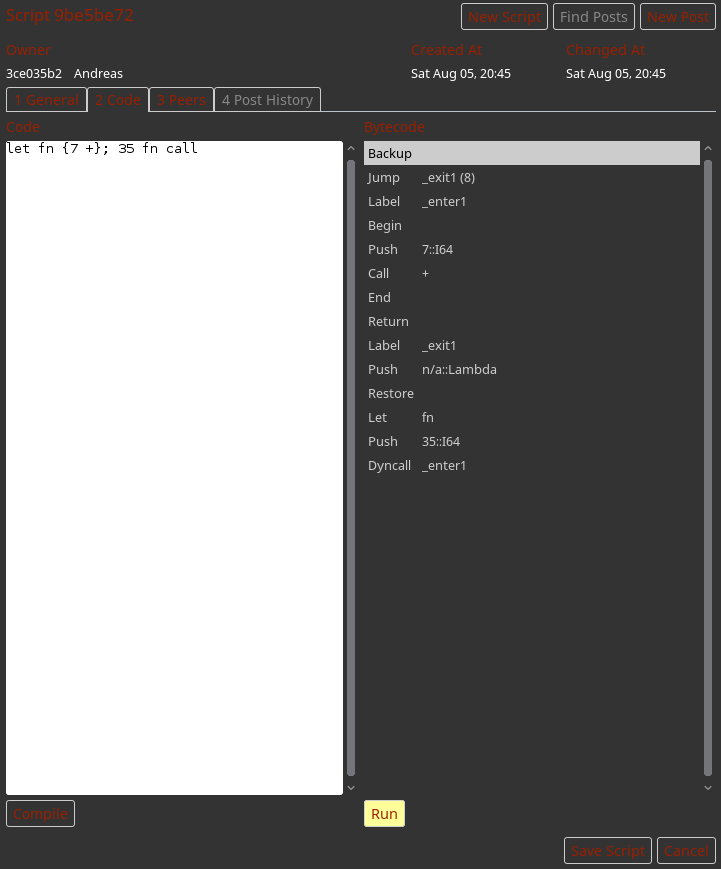 Script 9be5be72 New Script Find Posts New Post
Owner Created At Changed At
3ce035b2 Andreas Sat Aug 05, 20:45 Sat Aug 05, 20:45
1 General 2 Code 3 Peers 4 Post History
Code
let fn {7 +}; 35 fn call
Bytecode
Backup
Jump _exit1 (8)
Label _enter1
Begin
Push 7::I64
Call +
End
Return
Label _exit1
Push n/a::Lambda
Restore
Let fn
Push 35::I64
Dyncall _enter1
Compile Run
Save Script Cancel